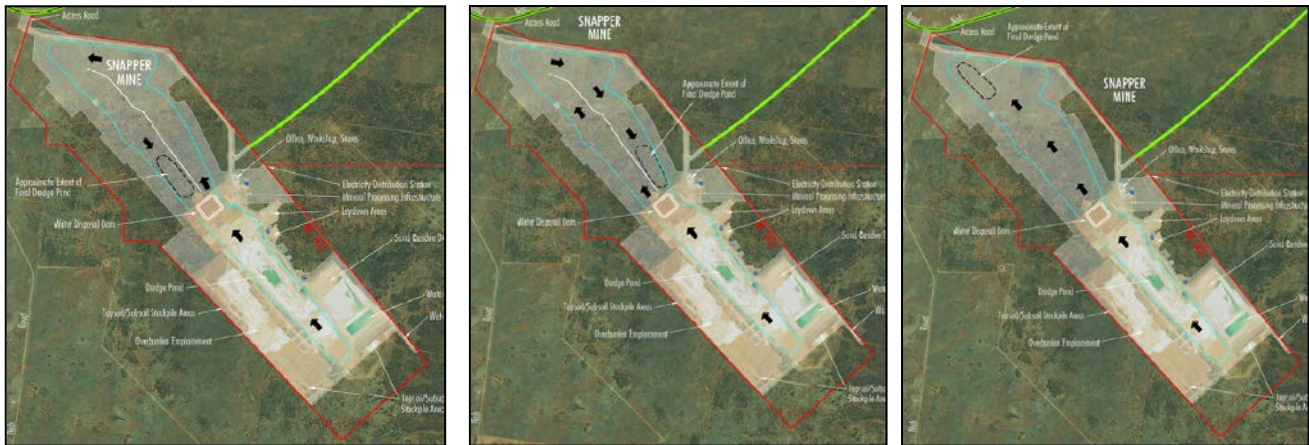 Access Road
SNAPPER
MINE
Office, Workshop, Stores
Approximate Extent of
Final Dredge Pond
Electricity Distribution Station
Mineral Processing Infrastructure
Laydown Areas
Water Disposal Dam
Dredge Pond
Topsoil/Subsoil Stockpile Areas
Overburden Emplacement
Road
Access Road
SNAPPER
MINE
Approximate Extent of
Final Dredge Pond
Office, Workshop, Stores
Electricity Distribution Station
Mineral Processing Infrastructure
Laydown Areas
Water Disposal Dam
Dredge Pond
Topsoil/Subsoil Stockpile Areas
Overburden Emplacement
Road
Road
Access Road
Approximate Extent of
Final Dredge Pond
SNAPPER
MINE
Office, Workshop, Stores
Electricity Distribution Station
Mineral Processing Infrastructure
Laydown Areas
Water Disposal Dam
Dredge Pond
Topsoil/Subsoil Stockpile Areas
Overburden Emplacement
Road